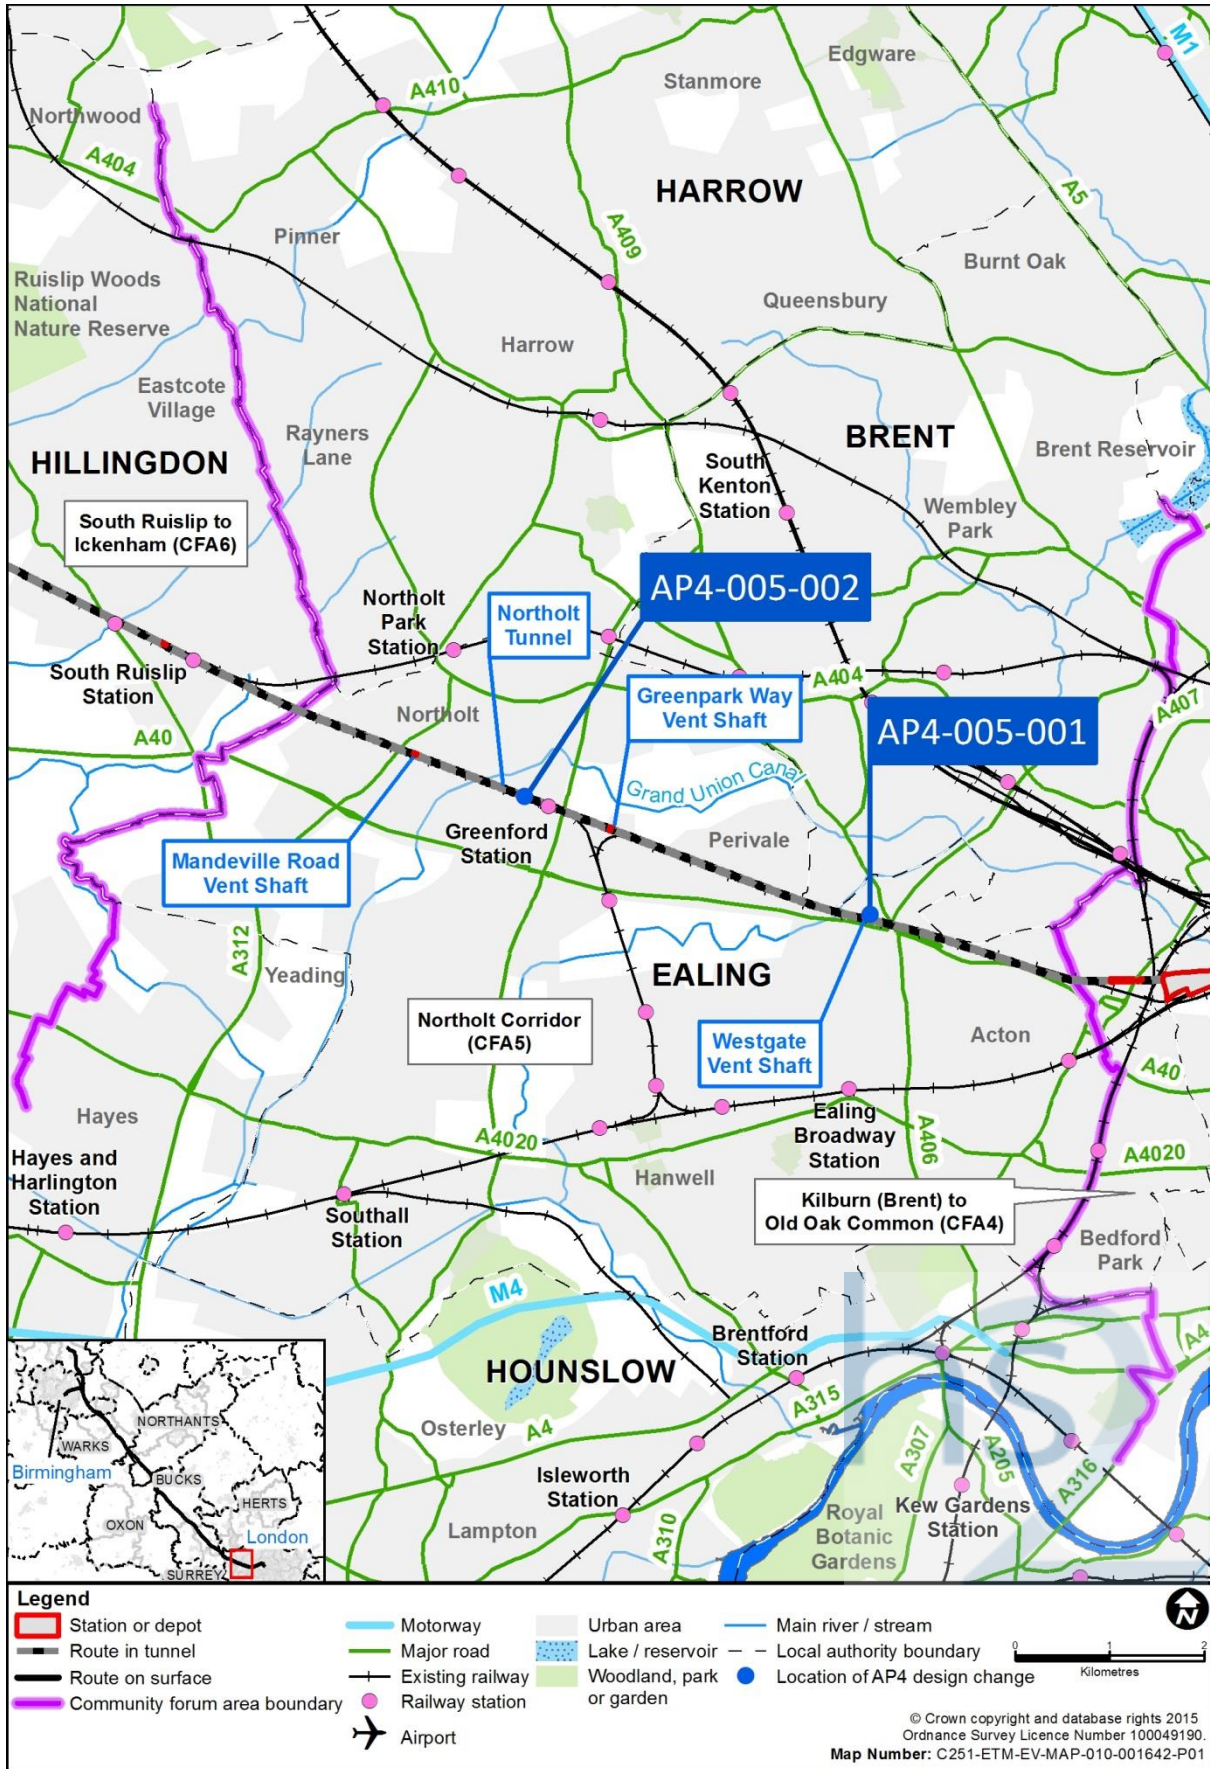 Edgware
M1
Stanmore
A410
Northwood
A404
HARROW
A5
Pinner
A409
Burnt Oak
Ruislip Woods
National
Nature Reserve
Queensbury
Harrow
Eastcote
Village
Rayners
Lane
BRENT
HILLINGDON
Brent Reservoir
South
Kenton
Station
Wembley
Park
South Ruislip to
Ickenham (CFA6)
AP4-005-002
Northolt
Park
Station
Northolt
Tunnel
South Ruislip
Station
A404
Greenpark Way
Vent Shaft
A407
Northolt
A40
AP4-005-001
Grand Union Canal
Greenford
Station
Perivale
Mandeville Road
Vent Shaft
A312
Yeading
EALING
Northolt Corridor
(CFA5)
Westgate
Vent Shaft
Acton
A40
Hayes
Ealing
Broadway
Station
A4020
A406
A4020
Hayes and
Harlington
Station
Hanwell
Southall
Station
Kilburn (Brent) to
Old Oak Common (CFA4)
Bedford
Park
M4
hs2
Brentford
Station
A4
HOUNSLOW
A315
Osterley
A4
A307
A205
A316
Isleworth
Station
Kew Gardens
Station
Lampton
A310
Royal
Botanic
Gardens
NORTHANTS
WARKS
Birmingham
BUCKS
HERTS
OXON
London
SURREY
Legend
Station or depot
Route in tunnel
Route on surface
Community forum area boundary
Motorway
Major road
Existing railway
Railway station
Airport
Urban area
Lake / reservoir
Woodland, park
or garden
Main river / stream
Local authority boundary
Location of AP4 design change
N
0 1 2
Kilometres
© Crown copyright and database rights 2015
Ordnance Survey Licence Number 100049190.
Map Number: C251-ETM-EV-MAP-010-001642-P01